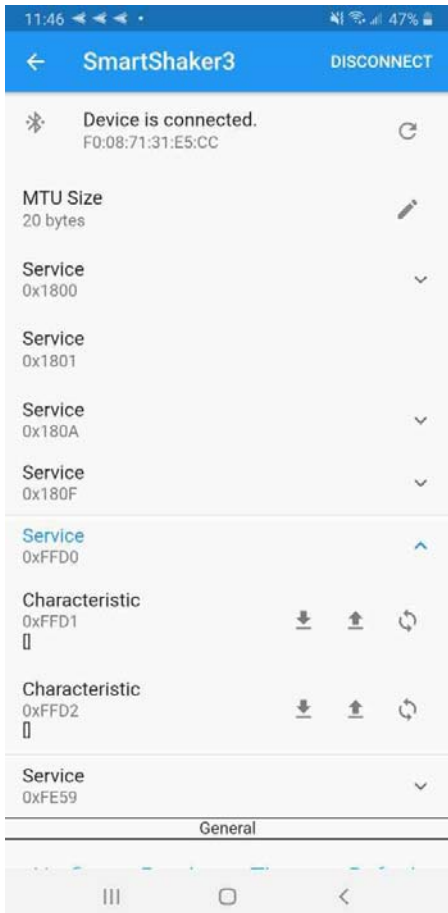 11:46 47%
SmartShaker3 DISCONNECT
Device is connected.
F0:08:71:31:E5:CC
MTU Size
20 bytes
Service
0x1800
Service
0x1801
Service
0x180A
Service
0x180F
Service
0xFFD0
Characteristic
0xFFD1
[]
Characteristic
0xFFD2
[]
Service
0xFE59
General